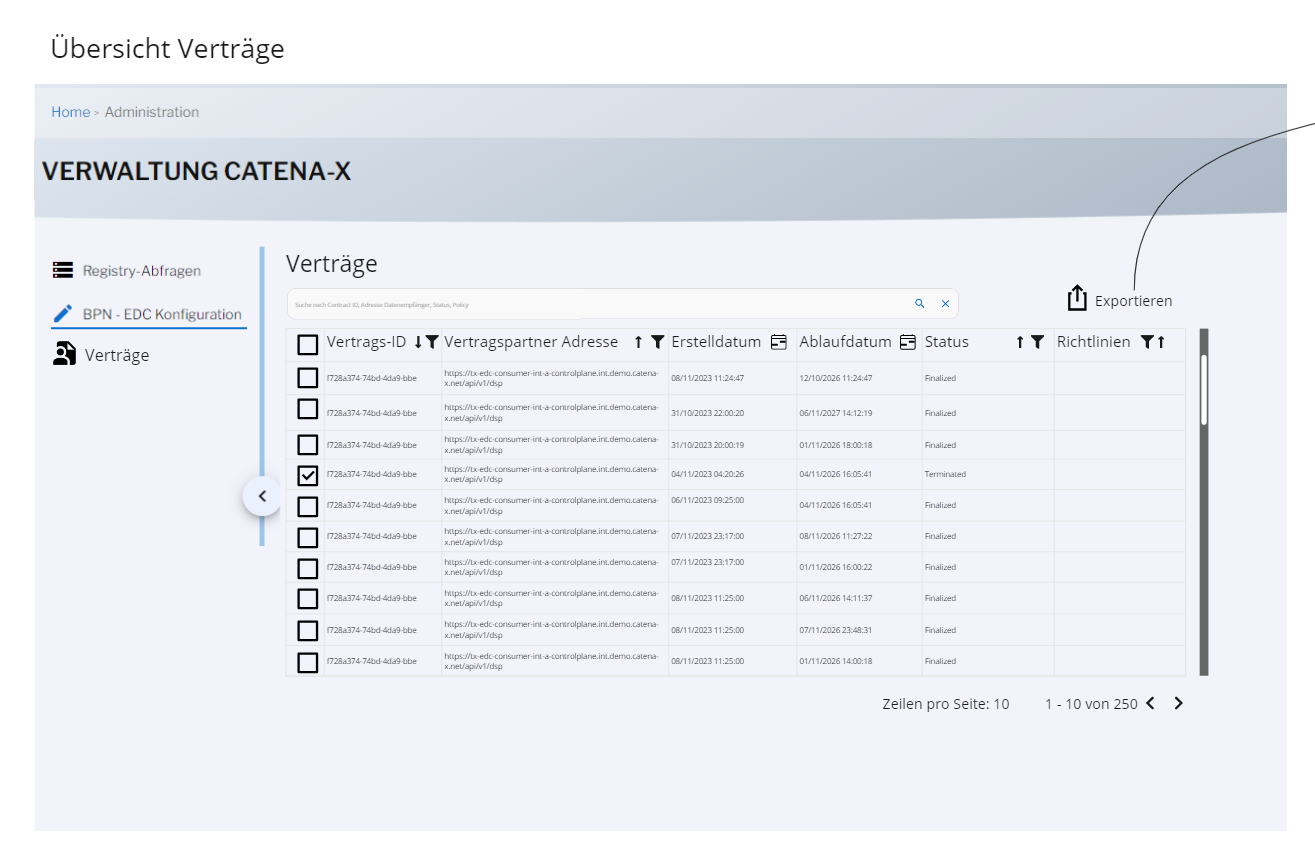 Übersicht Verträge
Home > Administration
VERWALTUNG CATENA-X
Registry-Abfragen
BPN - EDC Konfiguration
Verträge
Verträge
Suche nach Contract ID, Adresse Datenempfänger, Status, Policy
Exportieren
Vertrags-ID Vertragspartner Adresse Erstelldatum Ablaufdatum Status Richtlinien
f728a374-74bd-4da9-bbe https://tx-edc-consumer-int-a-controlplane.int.demo.catena- 08/11/2023 11:24:47 12/10/2026 11:24:47 Finalized
x.net/api/v1/dsp
f728a374-74bd-4da9-bbe https://tx-edc-consumer-int-a-controlplane.int.demo.catena- 31/10/2023 22:00:20 06/11/2027 14:12:19 Finalized
x.net/api/v1/dsp
f728a374-74bd-4da9-bbe https://tx-edc-consumer-int-a-controlplane.int.demo.catena- 31/10/2023 20:00:19 01/11/2026 18:00:18 Finalized
x.net/api/v1/dsp
f728a374-74bd-4da9-bbe https://tx-edc-consumer-int-a-controlplane.int.demo.catena- 04/11/2023 04:20:26 04/11/2026 16:05:41 Terminated
x.net/api/v1/dsp
f728a374-74bd-4da9-bbe https://tx-edc-consumer-int-a-controlplane.int.demo.catena- 06/11/2023 09:25:00 04/11/2026 16:05:41 Finalized
x.net/api/v1/dsp
f728a374-74bd-4da9-bbe https://tx-edc-consumer-int-a-controlplane.int.demo.catena- 07/11/2023 23:17:00 08/11/2026 11:27:22 Finalized
x.net/api/v1/dsp
f728a374-74bd-4da9-bbe https://tx-edc-consumer-int-a-controlplane.int.demo.catena- 07/11/2023 23:17:00 01/11/2026 16:00:22 Finalized
x.net/api/v1/dsp
f728a374-74bd-4da9-bbe https://tx-edc-consumer-int-a-controlplane.int.demo.catena- 08/11/2023 11:25:00 06/11/2026 14:11:37 Finalized
x.net/api/v1/dsp
f728a374-74bd-4da9-bbe https://tx-edc-consumer-int-a-controlplane.int.demo.catena- 08/11/2023 11:25:00 07/11/2026 23:48:31 Finalized
x.net/api/v1/dsp
f728a374-74bd-4da9-bbe https://tx-edc-consumer-int-a-controlplane.int.demo.catena- 08/11/2023 11:25:00 01/11/2026 14:00:18 Finalized
x.net/api/v1/dsp
Zeilen pro Seite: 10 1 - 10 von 250